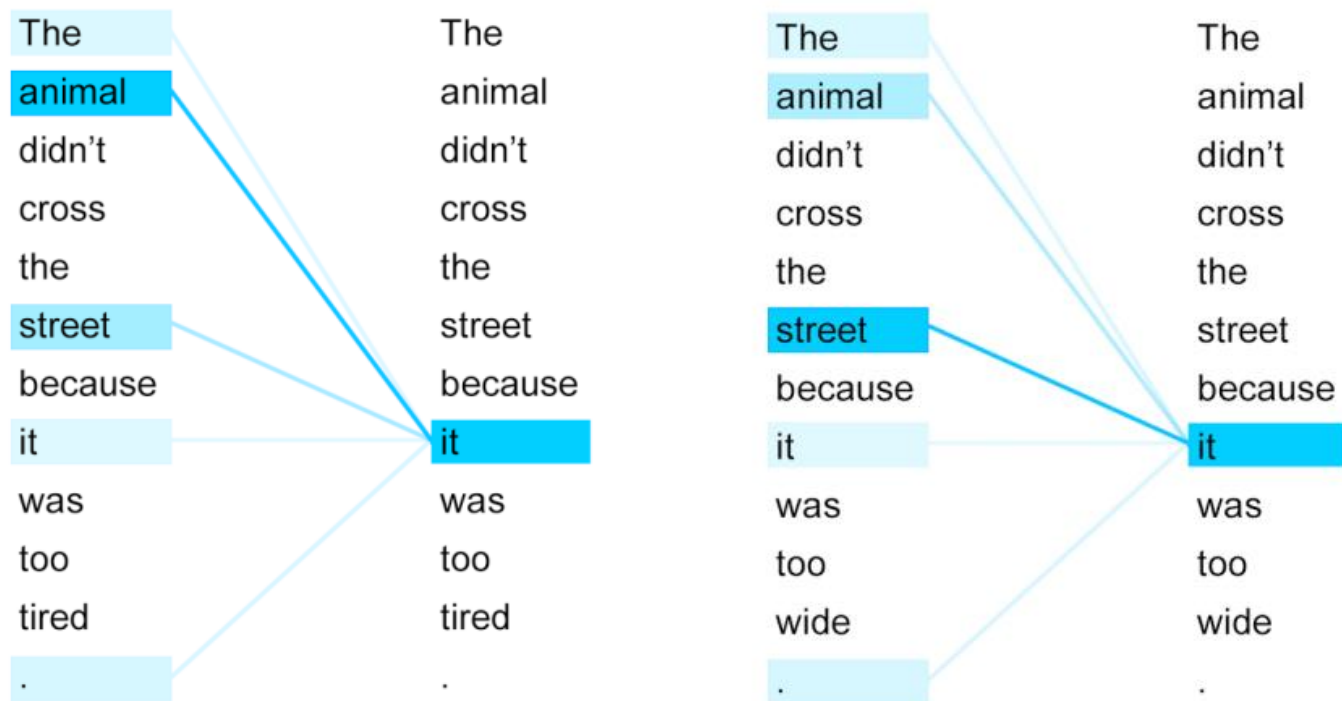 The
animal
didn’t
cross
the
street
because
it
was
too
tired
.
The
animal
didn’t
cross
the
street
because
it
was
too
tired
.
The
animal
didn’t
cross
the
street
because
it
was
too
wide
.
The
animal
didn’t
cross
the
street
because
it
was
too
wide
.